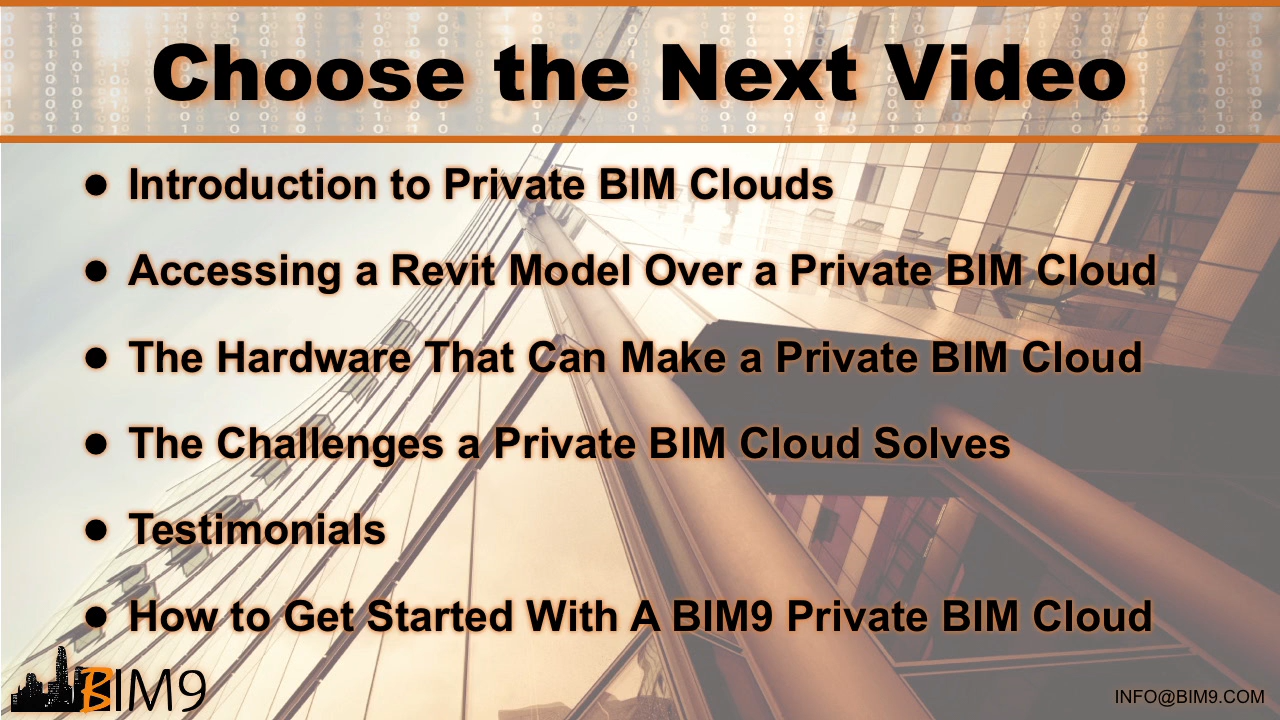 Choose the Next Video
● Introduction to Private BIM Clouds
● Accessing a Revit Model Over a Private BIM Cloud
● The Hardware That Can Make a Private BIM Cloud
● The Challenges a Private BIM Cloud Solves
● Testimonials
● How to Get Started With A BIM9 Private BIM Cloud
BIM9
INFO@BIM9.COM